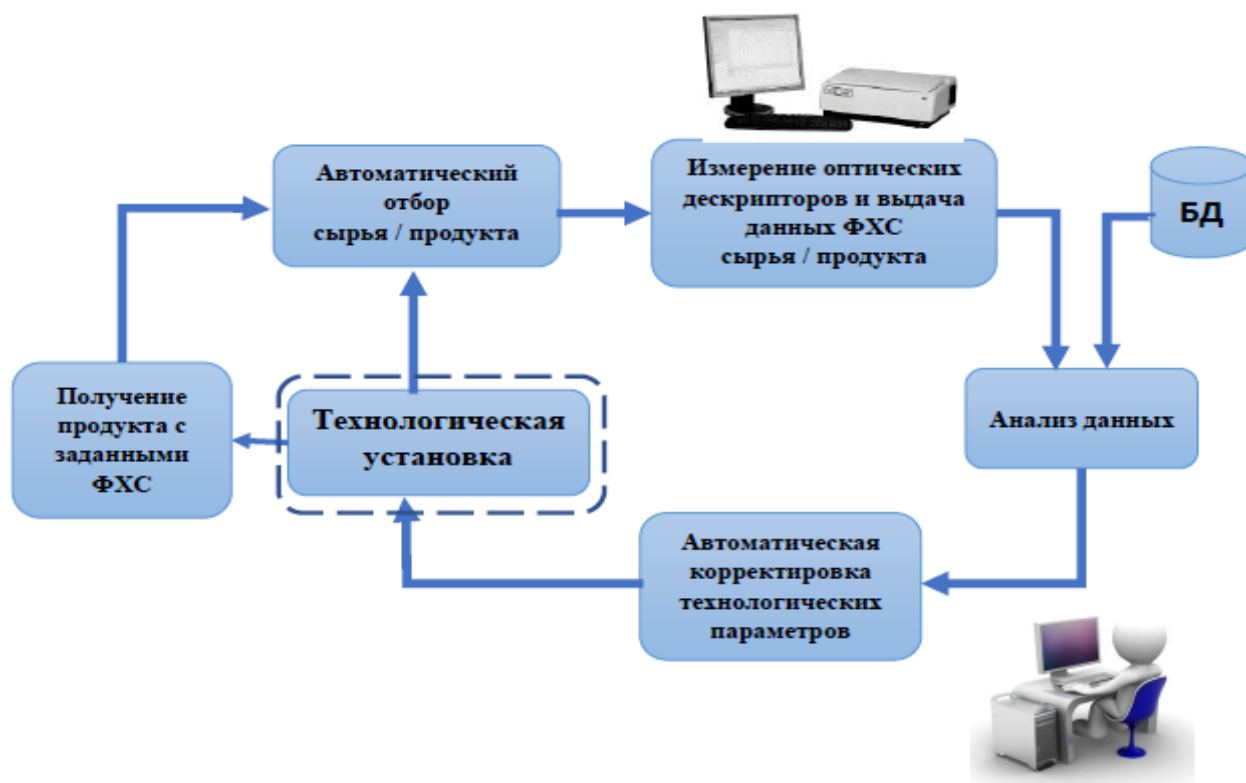 Автоматический
отбор
сырья / продукта
Измерение оптических
дескрипторов и выдача
данных ФХС
сырья / продукта
БД
Получение
продукта с
заданными
ФХС
Технологическая
установка
Анализ данных
Автоматическая
корректировка
технологических
параметров